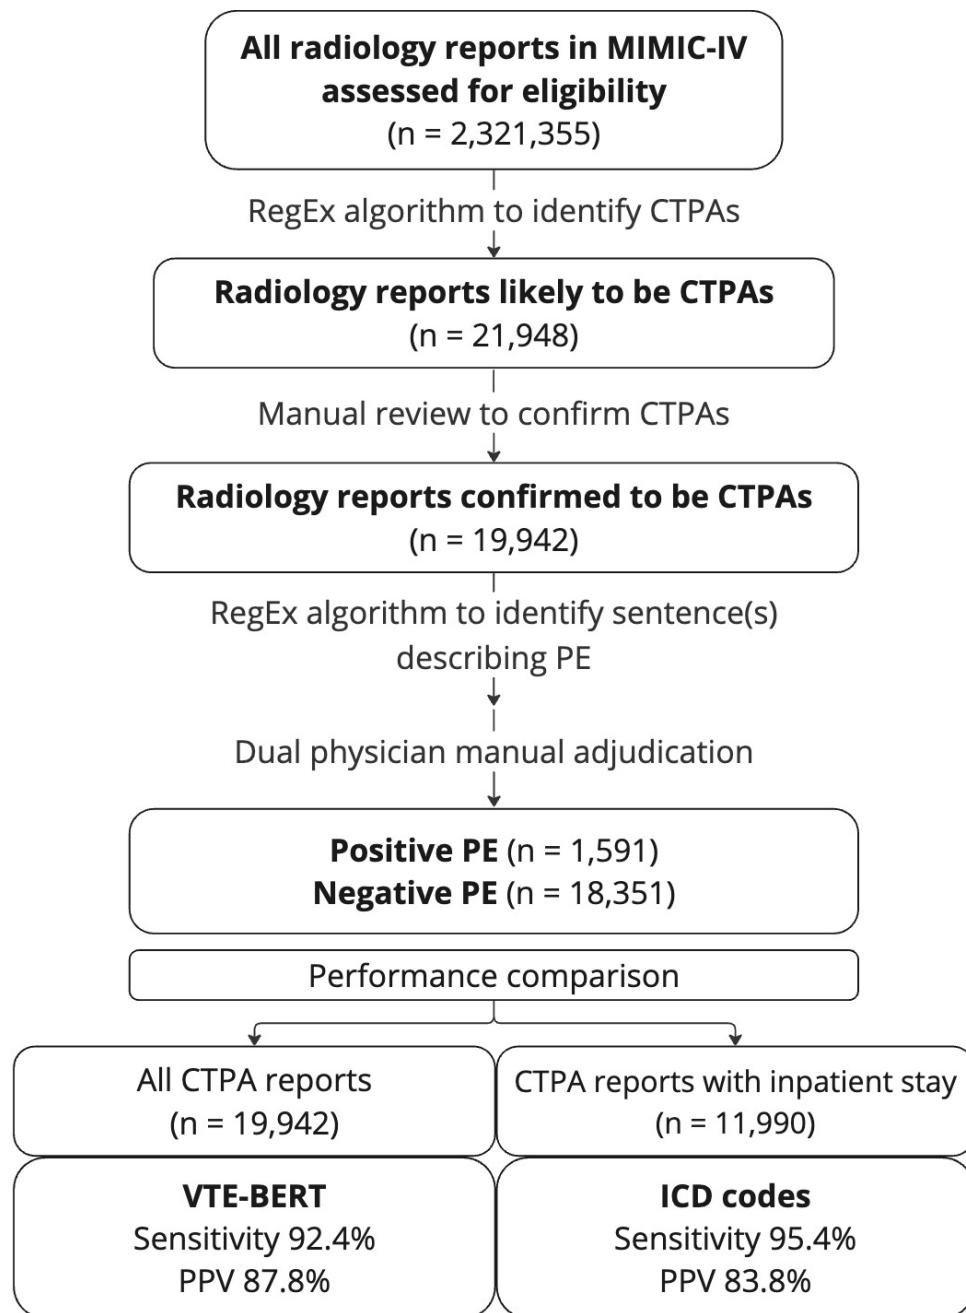 All radiology reports in MIMIC-IV
assessed for eligibility
(n = 2,321,355)
RegEx algorithm to identify CTPAs
Radiology reports likely to be CTPAs
(n = 21,948)
Manual review to confirm CTPAs
Radiology reports confirmed to be CTPAs
(n = 19,942)
RegEx algorithm to identify sentence(s)
describing PE
Dual physician manual adjudication
Positive PE (n = 1,591)
Negative PE (n = 18,351)
Performance comparison
All CTPA reports
(n = 19,942)
VTE-BERT
Sensitivity 92.4%
PPV 87.8%
CTPA reports with inpatient stay
(n = 11,990)
ICD codes
Sensitivity 95.4%
PPV 83.8%